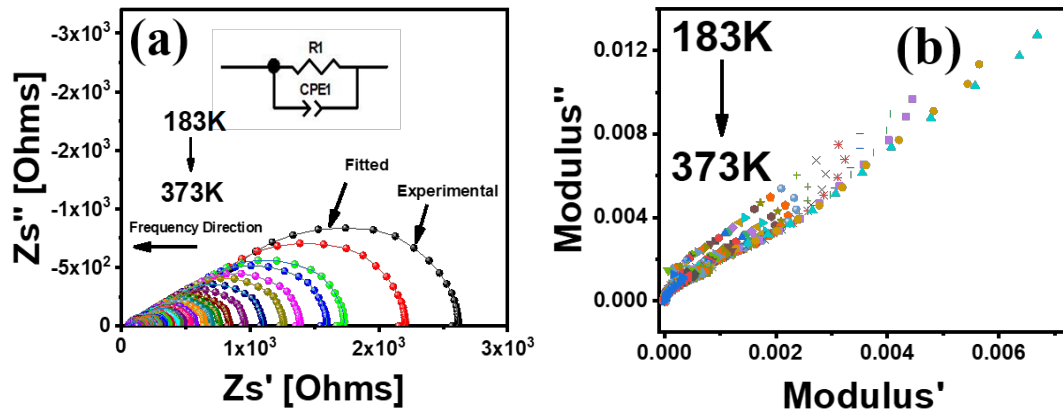 (a)
Zs'' [Ohms]
-3x10³
-2x10³
-2x10³
-1x10³
-5x10²
0
R1
CPE1
183K
373K
Fitted
Experimental
Frequency Direction
0
1x10³
2x10³
3x10³
Zs' [Ohms]
(b)
Modulus''
0.012
0.008
0.004
0.000
183K
373K
0.000
0.002
0.004
0.006
Modulus'